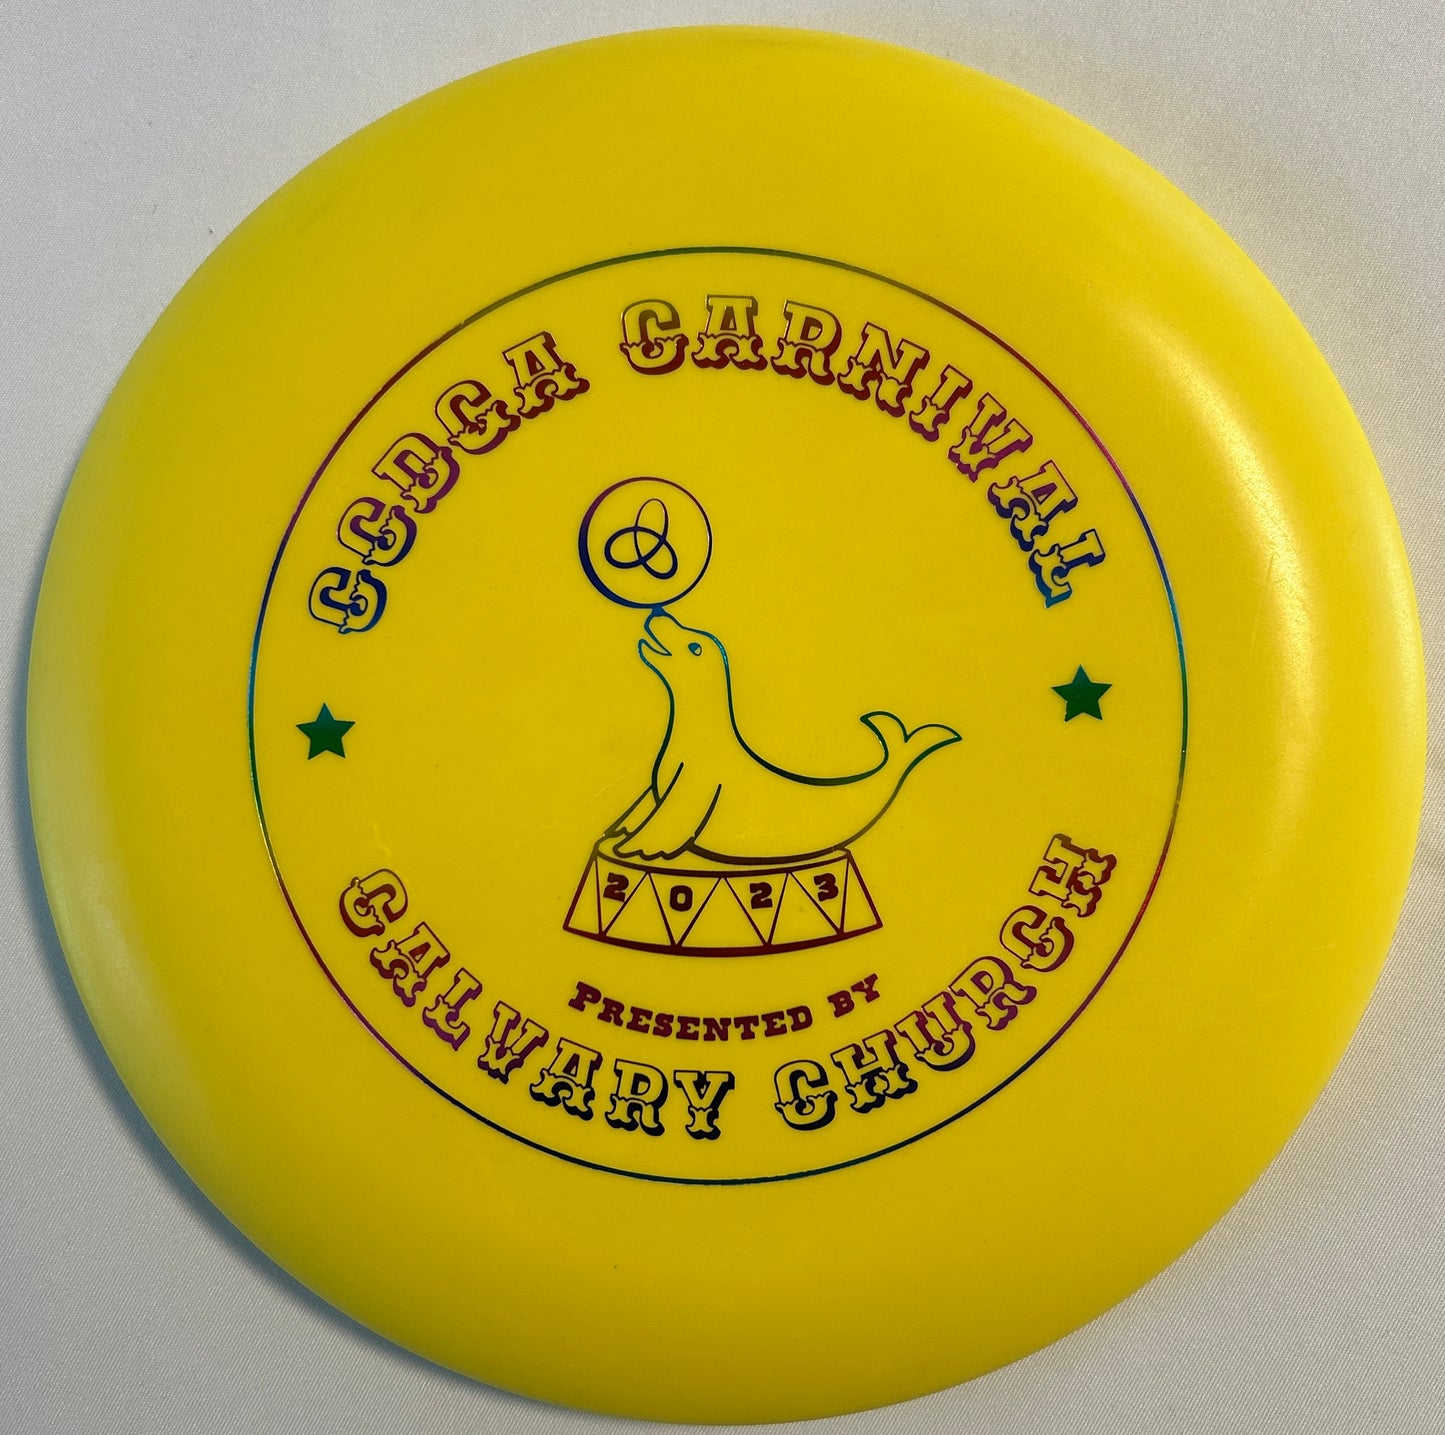 CCDGA CARNIVAL
2023
PRESENTED BY
CALVARY CHURCH